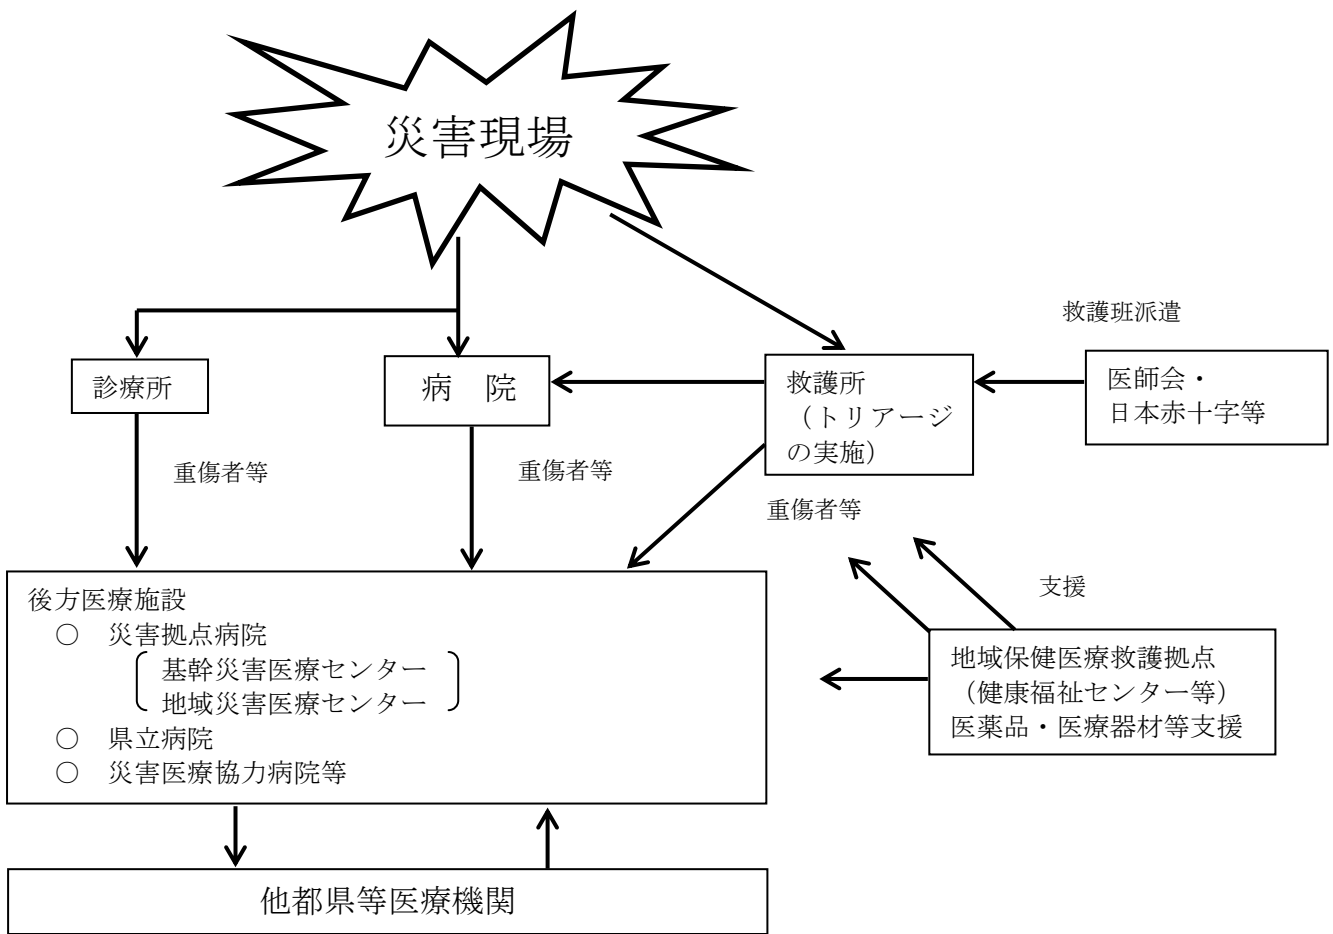 災害現場
救護班派遣
診療所
病　院
救護所
（トリアージ
の実施）
医師会・
日本赤十字等
重傷者等
重傷者等
重傷者等
支援
後方医療施設
○　災害拠点病院
基幹災害医療センター
地域災害医療センター
○　県立病院
○　災害医療協力病院等
地域保健医療救護拠点
（健康福祉センター等）
医薬品・医療器材等支援
他都県等医療機関